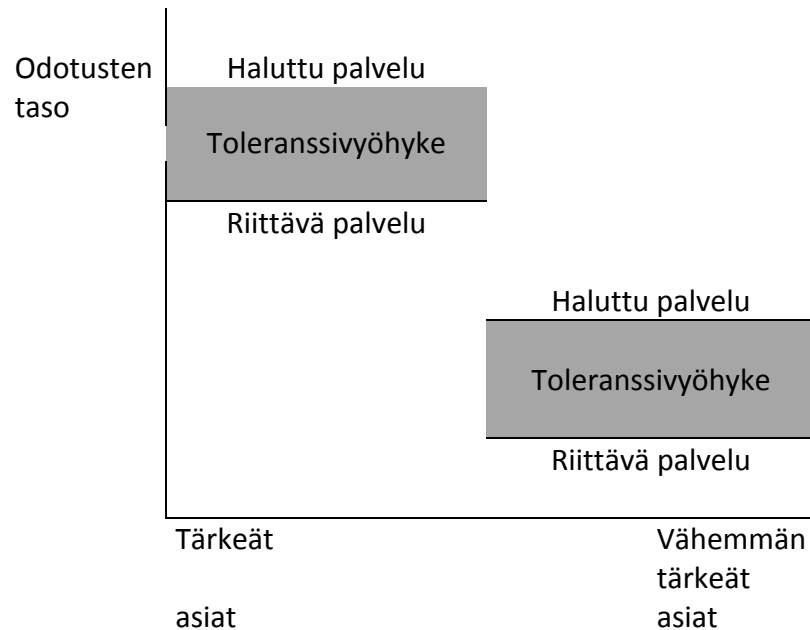 Odotusten
taso
Haluttu palvelu
Toleranssivyöhyke
Riittävä palvelu
Haluttu palvelu
Toleranssivyöhyke
Riittävä palvelu
Tärkeät
asiat
Vähemmän
tärkeät
asiat